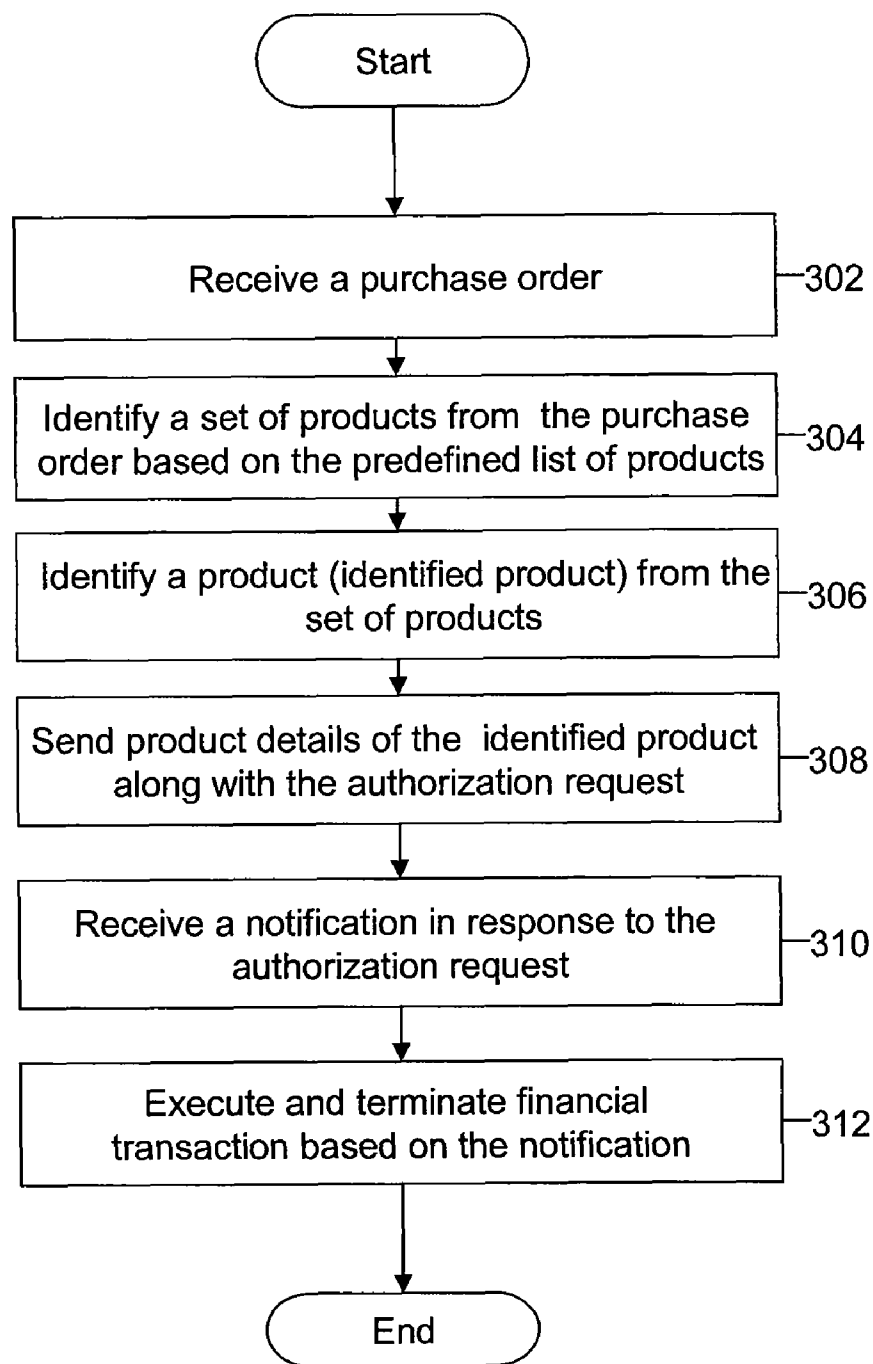 Start
Receive a purchase order
302
Identify a set of products from the purchase
order based on the predefined list of products
304
Identify a product (identified product) from the
set of products
306
Send product details of the identified product
along with the authorization request
308
Receive a notification in response to the
authorization request
310
Execute and terminate financial
transaction based on the notification
312
End